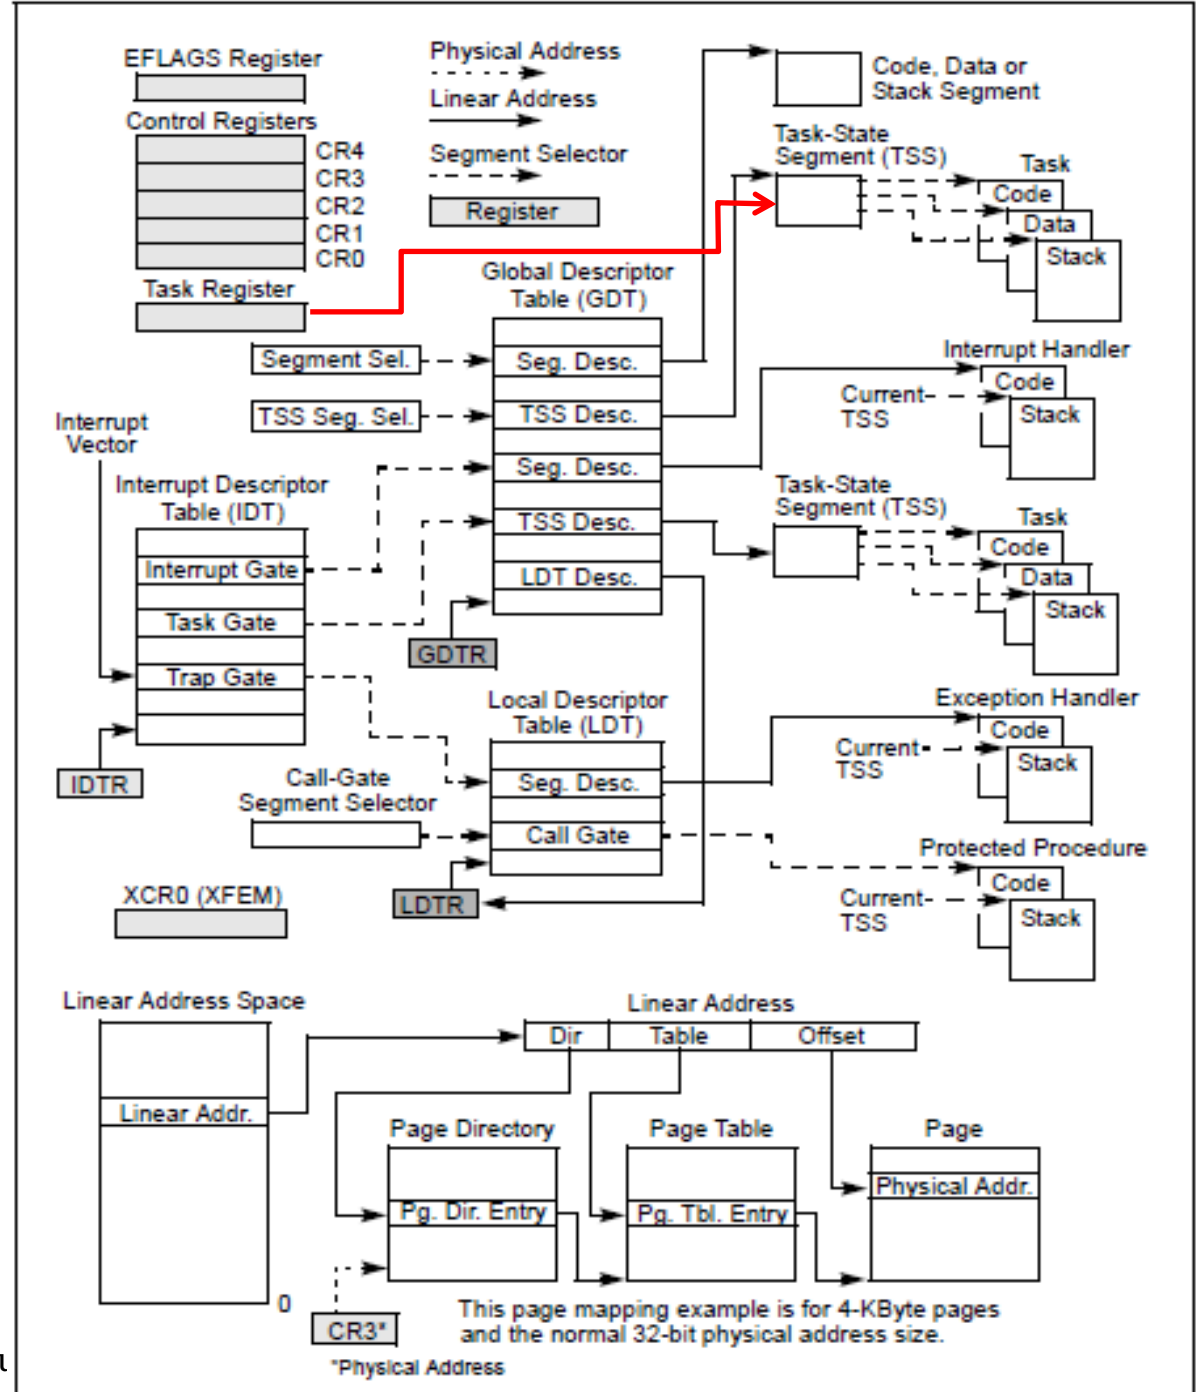 EFLAGS Register
Control Registers
CR4
CR3
CR2
CR1
CR0
Task Register
Physical Address
Linear Address
Segment Selector
Register
Code, Data or
Stack Segment
Task-State
Segment (TSS)
Task
Code
Data
Stack
Global Descriptor
Table (GDT)
Segment Sel.
Seg. Desc.
TSS Seg. Sel.
TSS Desc.
Seg. Desc.
TSS Desc.
LDT Desc.
GDTR
Interrupt Handler
Code
Current
TSS
Stack
Interrupt
Vector
Interrupt Descriptor
Table (IDT)
Interrupt Gate
Task Gate
Trap Gate
IDTR
Task-State
Segment (TSS)
Task
Code
Data
Stack
Local Descriptor
Table (LDT)
Seg. Desc.
Call Gate
Call-Gate
Segment Selector
LDTR
Exception Handler
Code
Current
TSS
Stack
Protected Procedure
Code
Current
TSS
Stack
XCR0 (XFEM)
Linear Address Space
Linear Addr.
0
Linear Address
Dir
Table
Offset
Page Directory
Pg. Dir. Entry
Page Table
Pg. Tbl. Entry
Page
Physical Addr.
CR3*
*Physical Address
This page mapping example is for 4-KByte pages
and the normal 32-bit physical address size.